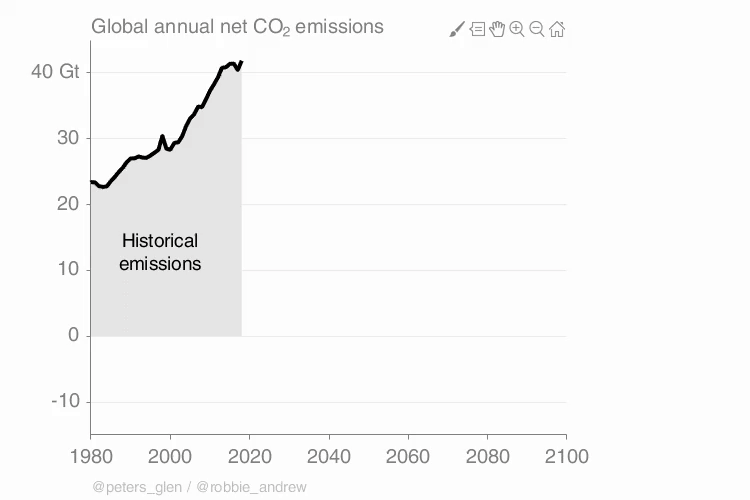 Global annual net CO₂ emissions
40 Gt
30
20
10
0
-10
Historical
emissions
1980 2000 2020 2040 2060 2080 2100
@peters_glen / @robbie_andrew